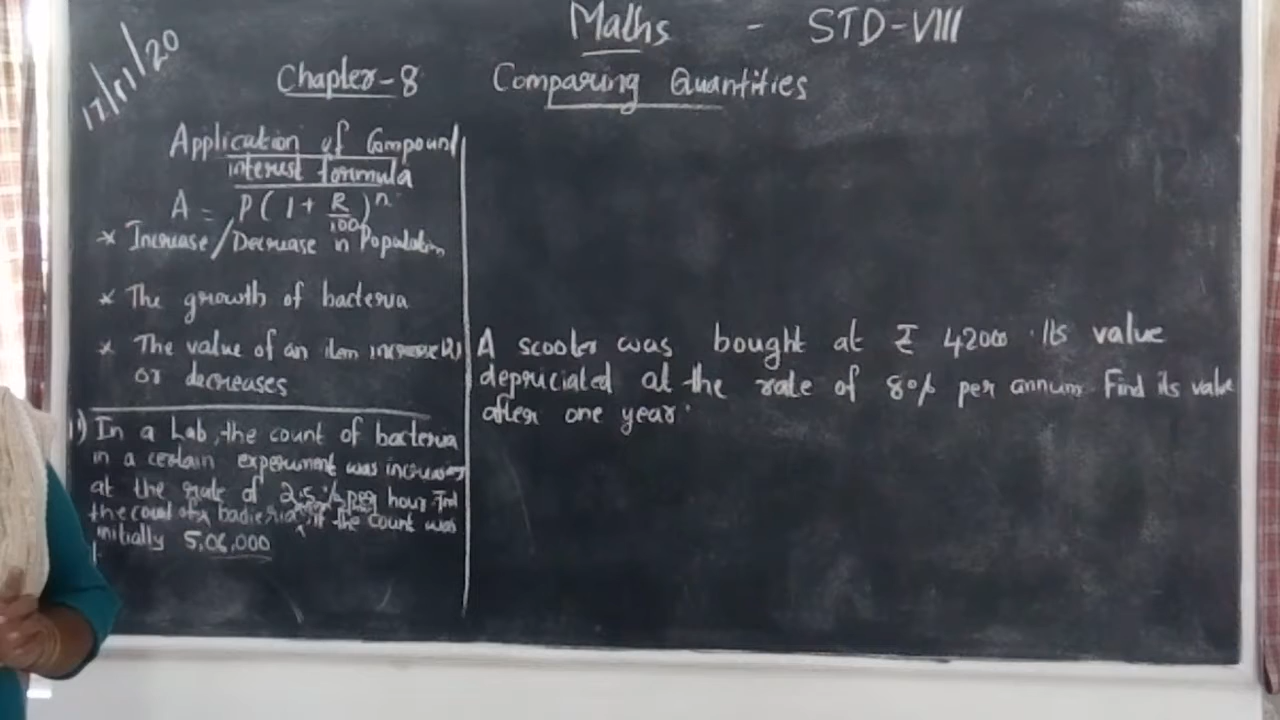 Maths - STD-VIII
12/11/20
Chapter-8 Comparing Quantities
Application of Compound
interest formula
A = P(1+ R/100)ⁿ
* Increase/Decrease in Population
* The growth of bacteria
* The value of an item increases
or decreases
1) In a Lab, the count of bacteria
in a certain experiment was increasing
at the rate of 2.5% per hour. Find
the count of bacteria if the count was
initially 5,06,000
A scooter was bought at ₹ 42000. Its value
depreciated at the rate of 8% per annum. Find its value
after one year.